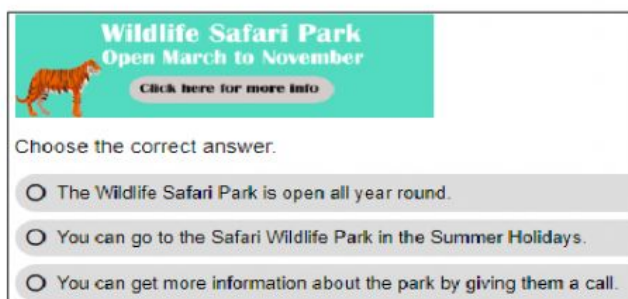 Wildlife Safari Park
Open March to November
Click here for more info
Choose the correct answer.
The Wildlife Safari Park is open all year round.
You can go to the Safari Wildlife Park in the Summer Holidays.
You can get more information about the park by giving them a call.